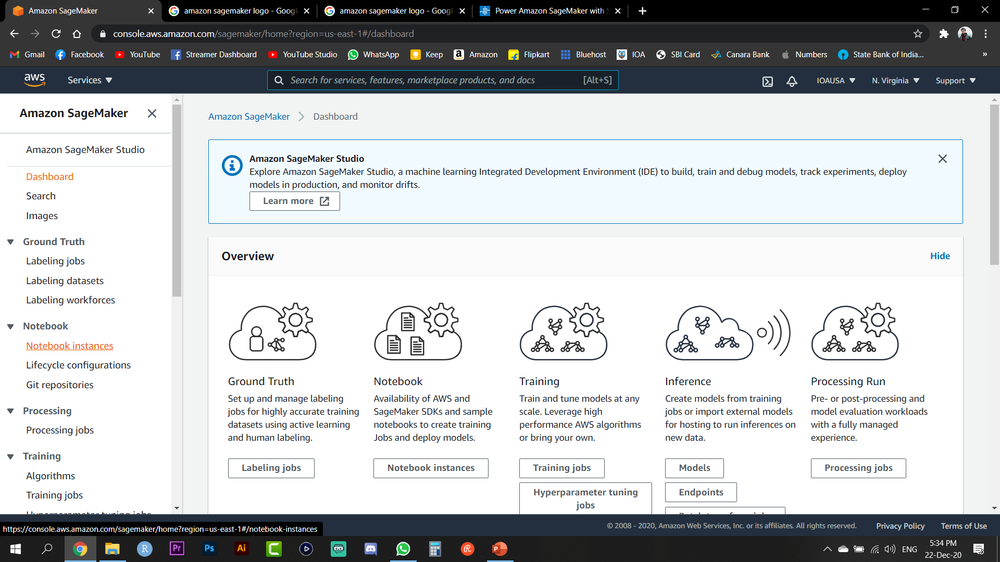 Amazon SageMaker
amazon sagemaker logo - Googl
amazon sagemaker logo - Googl
Power Amazon SageMaker with S
console.aws.amazon.com/sagemaker/home?region=us-east-1#/dashboard
Gmail
Facebook
YouTube
Streamer Dashboard
YouTube Studio
WhatsApp
Keep
Amazon
Flipkart
Bluehost
IOA
SBI Card
Canara Bank
Numbers
State Bank of India...
»
aws
Services
Search for services, features, marketplace products, and docs
[Alt+S]
IOAUSA
N. Virginia
Support
Amazon SageMaker
Amazon SageMaker Studio
Dashboard
Search
Images
Ground Truth
Labeling jobs
Labeling datasets
Labeling workforces
Notebook
Notebook instances
Lifecycle configurations
Git repositories
Processing
Processing jobs
Training
Algorithms
Training jobs
Hyperparameter tuning jobs
Amazon SageMaker
Dashboard
Amazon SageMaker Studio
Explore Amazon SageMaker Studio, a machine learning Integrated Development Environment (IDE) to build, train and debug models, track experiments, deploy
models in production, and monitor drifts.
Learn more
Overview
Hide
Ground Truth
Set up and manage labeling
jobs for highly accurate training
datasets using active learning
and human labeling.
Labeling jobs
Notebook
Availability of AWS and
SageMaker SDKs and sample
notebooks to create training
Jobs and deploy models.
Notebook instances
Training
Train and tune models at any
scale. Leverage high
performance AWS algorithms
or bring your own.
Training jobs
Hyperparameter tuning
jobs
Inference
Create models from training
jobs or import external models
for hosting to run inferences on
new data.
Models
Endpoints
Processing Run
Pre- or post-processing and
model evaluation workloads
with a fully managed
experience.
Processing jobs
https://console.aws.amazon.com/sagemaker/home?region=us-east-1#/notebook-instances
© 2008 - 2020, Amazon Web Services, Inc. or its affiliates. All rights reserved.
Privacy Policy
Terms of Use
R
Pr
Ps
Ai
C
P
ENG
5:34 PM
22-Dec-20